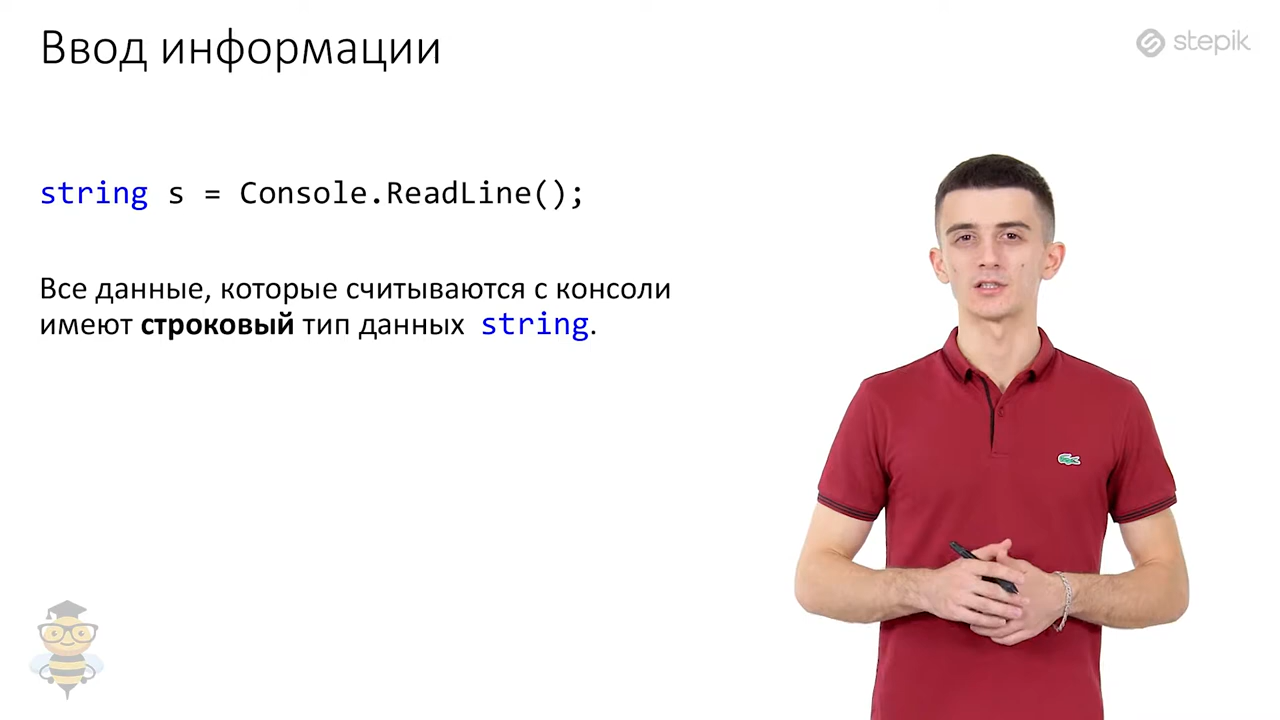 Ввод информации
stepik
string s = Console.ReadLine();
Все данные, которые считываются с консоли
имеют строковый тип данных string.